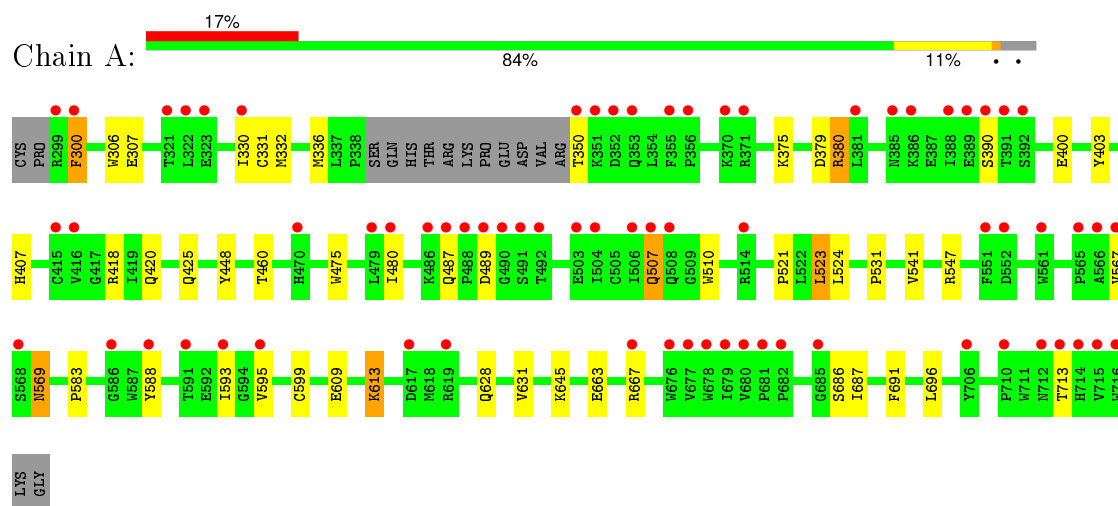 17%
Chain A:
84% 11% • •
CYS PRO R299 F300 W306 E307 T321 L322 E323 I330 G331 N332 M336 L337 P338 SER GLN HIS THR ARG LYS PRO GLU ASP VAL ARG T350 K351 D352 Q353 L354 F355 P356 K370 R371 K375 D379 R380 L381 N385 K386 E387 I388 E389 S390 T391 S392 E400 Y403
H407 C415 V416 G417 R418 I419 Q420 Q425 Y448 T460 H470 W475 L479 I480 K486 Q487 P488 D489 G490 S491 T492 E503 I504 C505 I506 Q507 Q508 G509 W510 R514 P521 L522 L523 L524 P531 V541 R547 F551 D552 W561 P565 A566 V567
S568 N569 P583 G586 W587 Y588 T591 E592 I593 G594 V595 C599 E609 K613 D617 M618 R619 Q628 V631 K645 E663 R667 W676 V677 W678 I679 V680 P681 P682 G685 S686 I687 F691 L696 Y706 P710 W711 N712 T713 H714 V715 W716
LYS GLY